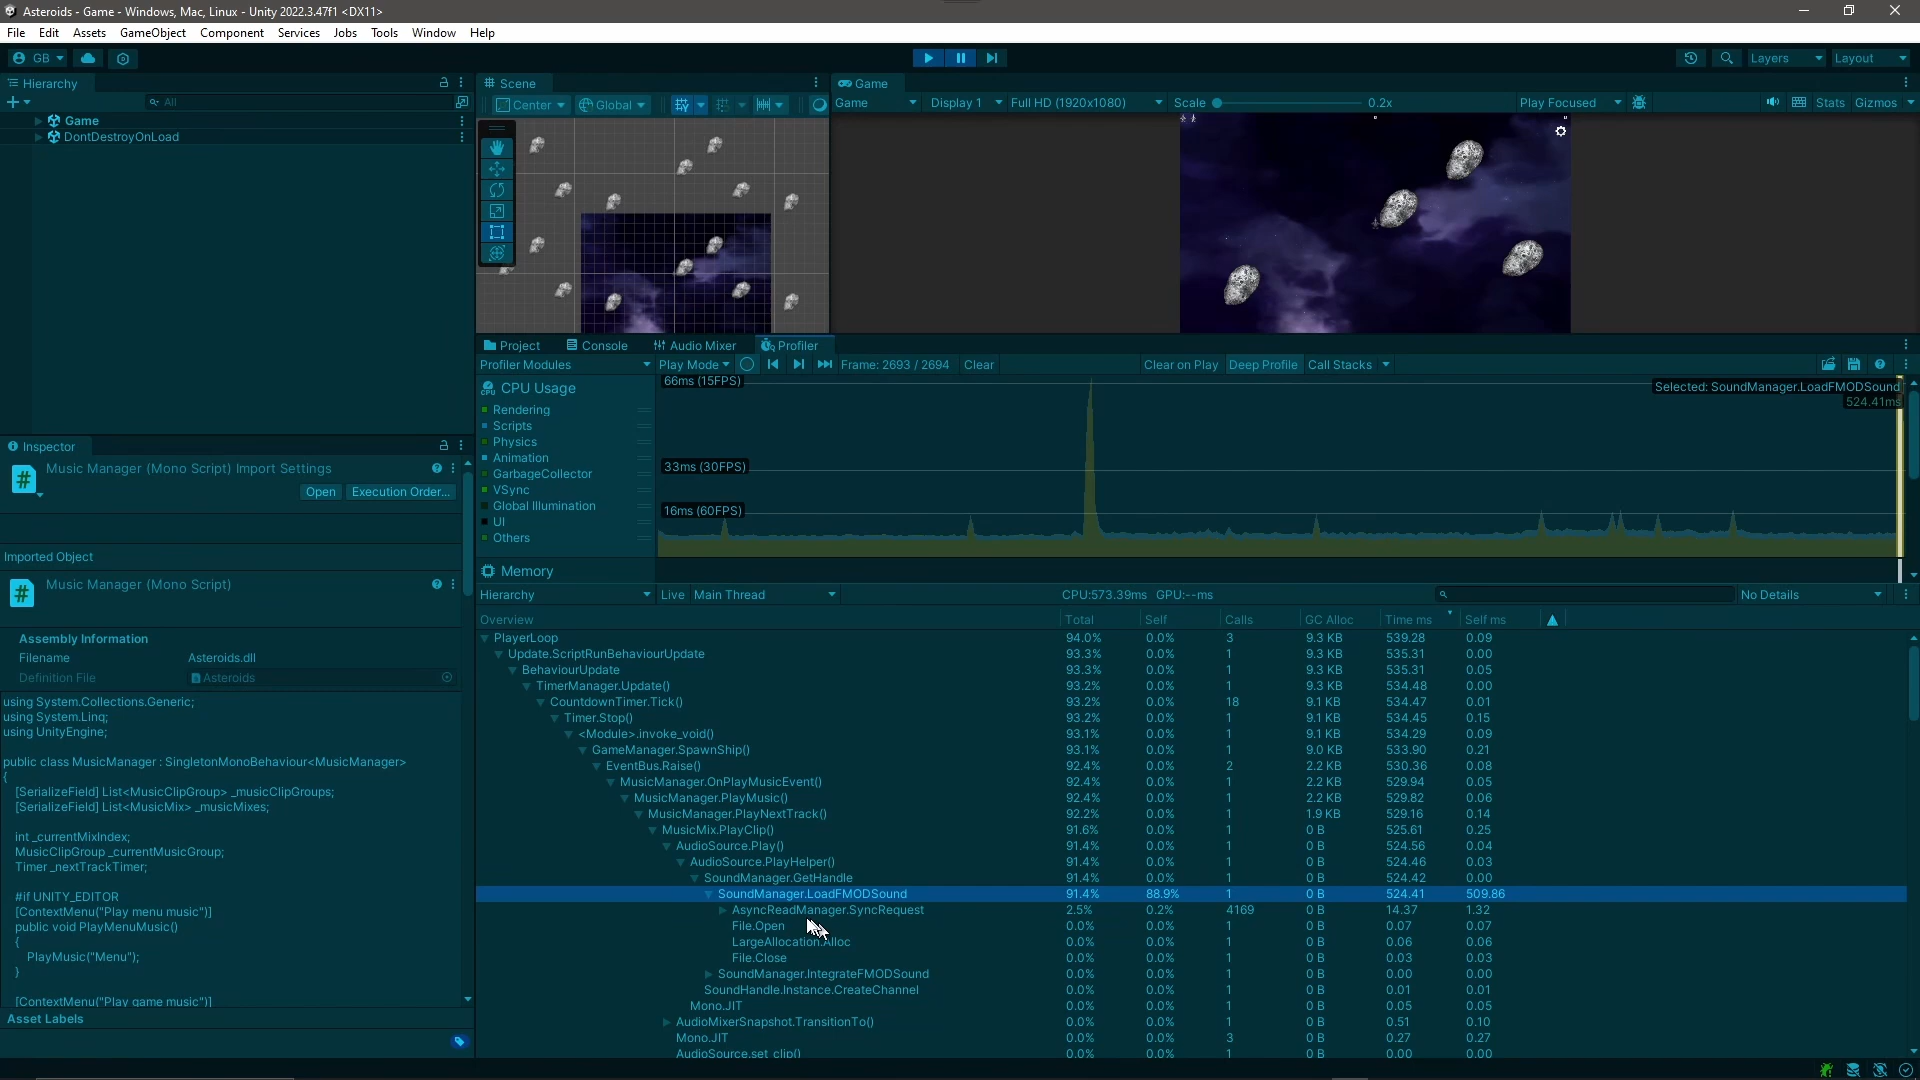 Asteroids - Game - Windows, Mac, Linux - Unity 2022.3.47f1 <DX11>
File Edit Assets GameObject Component Services Jobs Tools Window Help
GB
Layers
Layout
Hierarchy
All
Game
DontDestroyOnLoad
Scene
Center
Global
Game
Game
Display 1
Full HD (1920x1080)
Scale
0.2x
Play Focused
Stats
Gizmos
Inspector
Music Manager (Mono Script) Import Settings
Open
Execution Order...
Imported Object
Music Manager (Mono Script)
Assembly Information
Filename Asteroids.dll
Definition File Asteroids
using System.Collections.Generic;
using System.Linq;
using UnityEngine;
public class MusicManager : SingletonMonoBehaviour<MusicManager>
{
[SerializeField] List<MusicClipGroup> _musicClipGroups;
[SerializeField] List<MusicMix> _musicMixes;
int _currentMixIndex;
MusicClipGroup _currentMusicGroup;
Timer _nextTrackTimer;
#if UNITY_EDITOR
[ContextMenu("Play menu music")]
public void PlayMenuMusic()
{
PlayMusic("Menu");
}
[ContextMenu("Play game music")]
Asset Labels
Project
Console
Audio Mixer
Profiler
Profiler Modules
Play Mode
Frame: 2693 / 2694
Clear
Clear on Play
Deep Profile
Call Stacks
CPU Usage
Rendering
Scripts
Physics
Animation
GarbageCollector
VSync
Global Illumination
UI
Others
Memory
66ms (15FPS)
33ms (30FPS)
16ms (60FPS)
Selected: SoundManager.LoadFMODSound
524.41ms
Hierarchy
Live
Main Thread
CPU:573.39ms GPU:--ms
No Details
Overview Total Self Calls GC Alloc Time ms Self ms
PlayerLoop 94.0% 0.0% 3 9.3 KB 539.28 0.09
Update.ScriptRunBehaviourUpdate 93.3% 0.0% 1 9.3 KB 535.31 0.00
BehaviourUpdate 93.3% 0.0% 1 9.3 KB 535.31 0.05
TimerManager.Update() 93.2% 0.0% 1 9.3 KB 534.48 0.00
CountdownTimer.Tick() 93.2% 0.0% 18 9.1 KB 534.47 0.01
Timer.Stop() 93.2% 0.0% 1 9.1 KB 534.45 0.15
<Module>.invoke_void() 93.1% 0.0% 1 9.1 KB 534.29 0.09
GameManager.SpawnShip() 93.1% 0.0% 1 9.0 KB 533.90 0.21
EventBus.Raise() 92.4% 0.0% 2 2.2 KB 530.36 0.08
MusicManager.OnPlayMusicEvent() 92.4% 0.0% 1 2.2 KB 529.94 0.05
MusicManager.PlayMusic() 92.4% 0.0% 1 2.2 KB 529.82 0.06
MusicManager.PlayNextTrack() 92.2% 0.0% 1 1.9 KB 529.16 0.14
MusicMix.PlayClip() 91.6% 0.0% 1 0 B 525.61 0.25
AudioSource.Play() 91.4% 0.0% 1 0 B 524.56 0.04
AudioSource.PlayHelper() 91.4% 0.0% 1 0 B 524.46 0.03
SoundManager.GetHandle 91.4% 0.0% 1 0 B 524.42 0.00
SoundManager.LoadFMODSound 91.4% 88.9% 1 0 B 524.41 509.86
AsyncReadManager.SyncRequest 2.5% 0.2% 4169 0 B 14.37 1.32
File.Open 0.0% 0.0% 1 0 B 0.07 0.07
LargeAllocation.Alloc 0.0% 0.0% 1 0 B 0.06 0.06
File.Close 0.0% 0.0% 1 0 B 0.03 0.03
SoundManager.IntegrateFMODSound 0.0% 0.0% 1 0 B 0.00 0.00
SoundHandle.Instance.CreateChannel 0.0% 0.0% 1 0 B 0.01 0.01
Mono.JIT 0.0% 0.0% 1 0 B 0.05 0.05
AudioMixerSnapshot.TransitionTo() 0.0% 0.0% 1 0 B 0.51 0.10
Mono.JIT 0.0% 0.0% 3 0 B 0.27 0.27
AudioSource.set_clip() 0.0% 0.0% 1 0 B 0.00 0.00